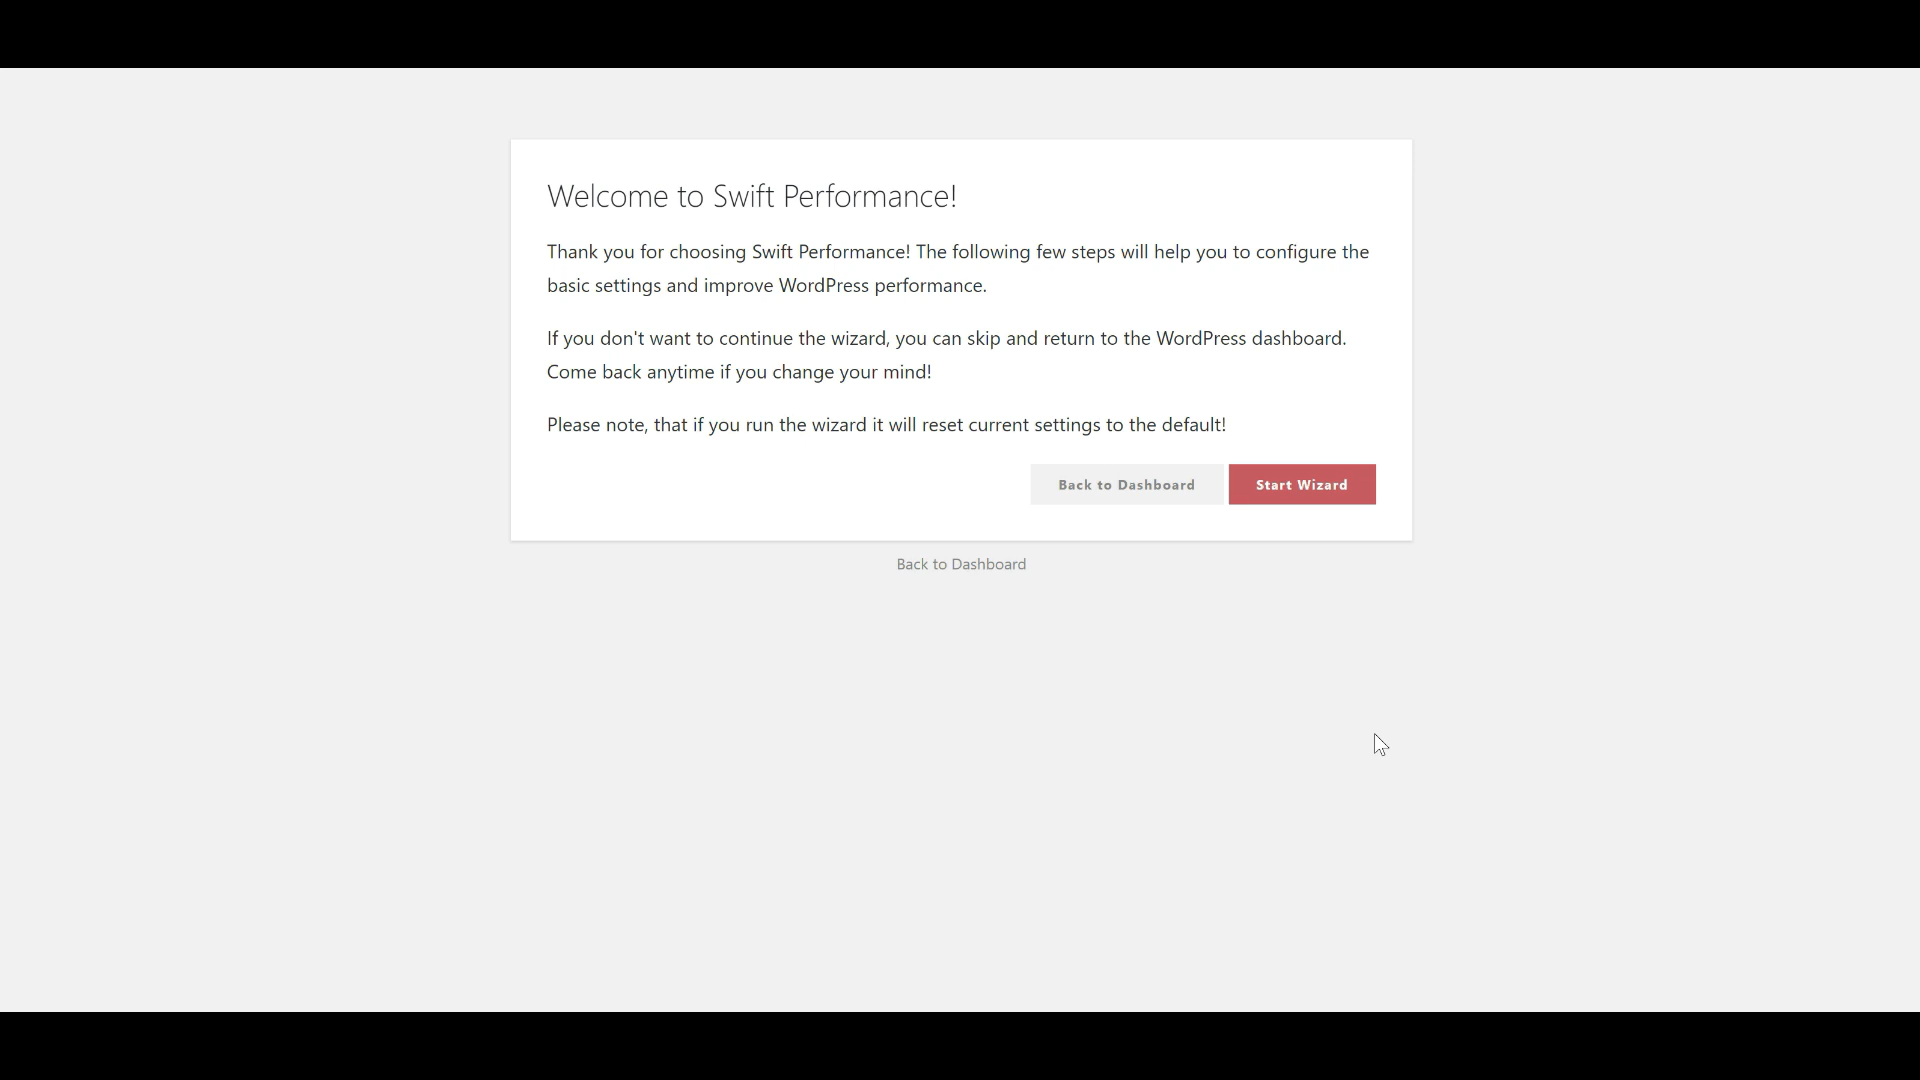 Welcome to Swift Performance!
Thank you for choosing Swift Performance! The following few steps will help you to configure the
basic settings and improve WordPress performance.
If you don't want to continue the wizard, you can skip and return to the WordPress dashboard.
Come back anytime if you change your mind!
Please note, that if you run the wizard it will reset current settings to the default!
Back to Dashboard Start Wizard
Back to Dashboard